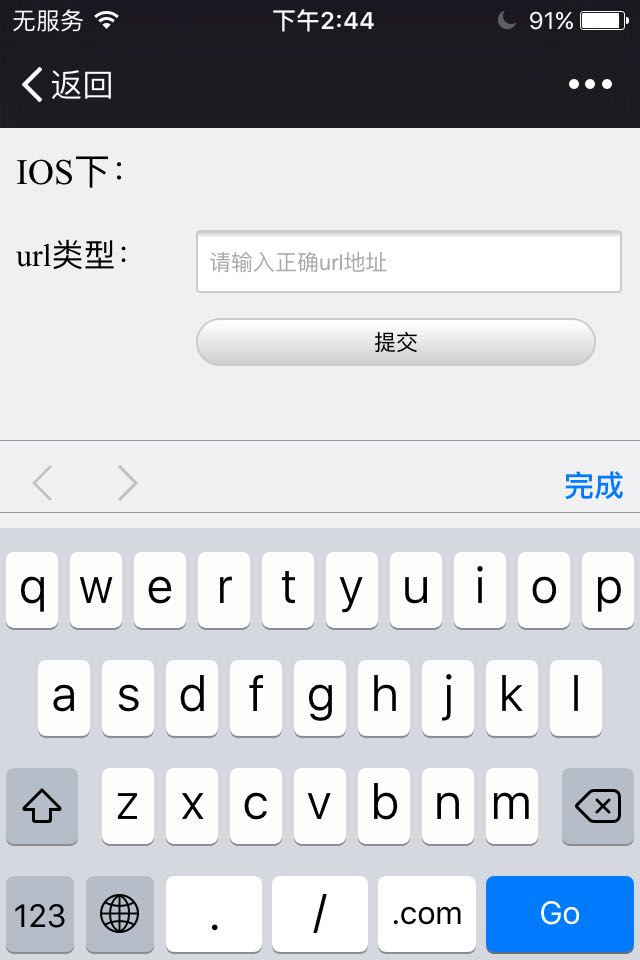 无服务 下午2:44 91%
返回
IOS下：
url类型：
请输入正确url地址
提交
完成
q w e r t y u i o p
a s d f g h j k l
z x c v b n m
123 . / .com Go